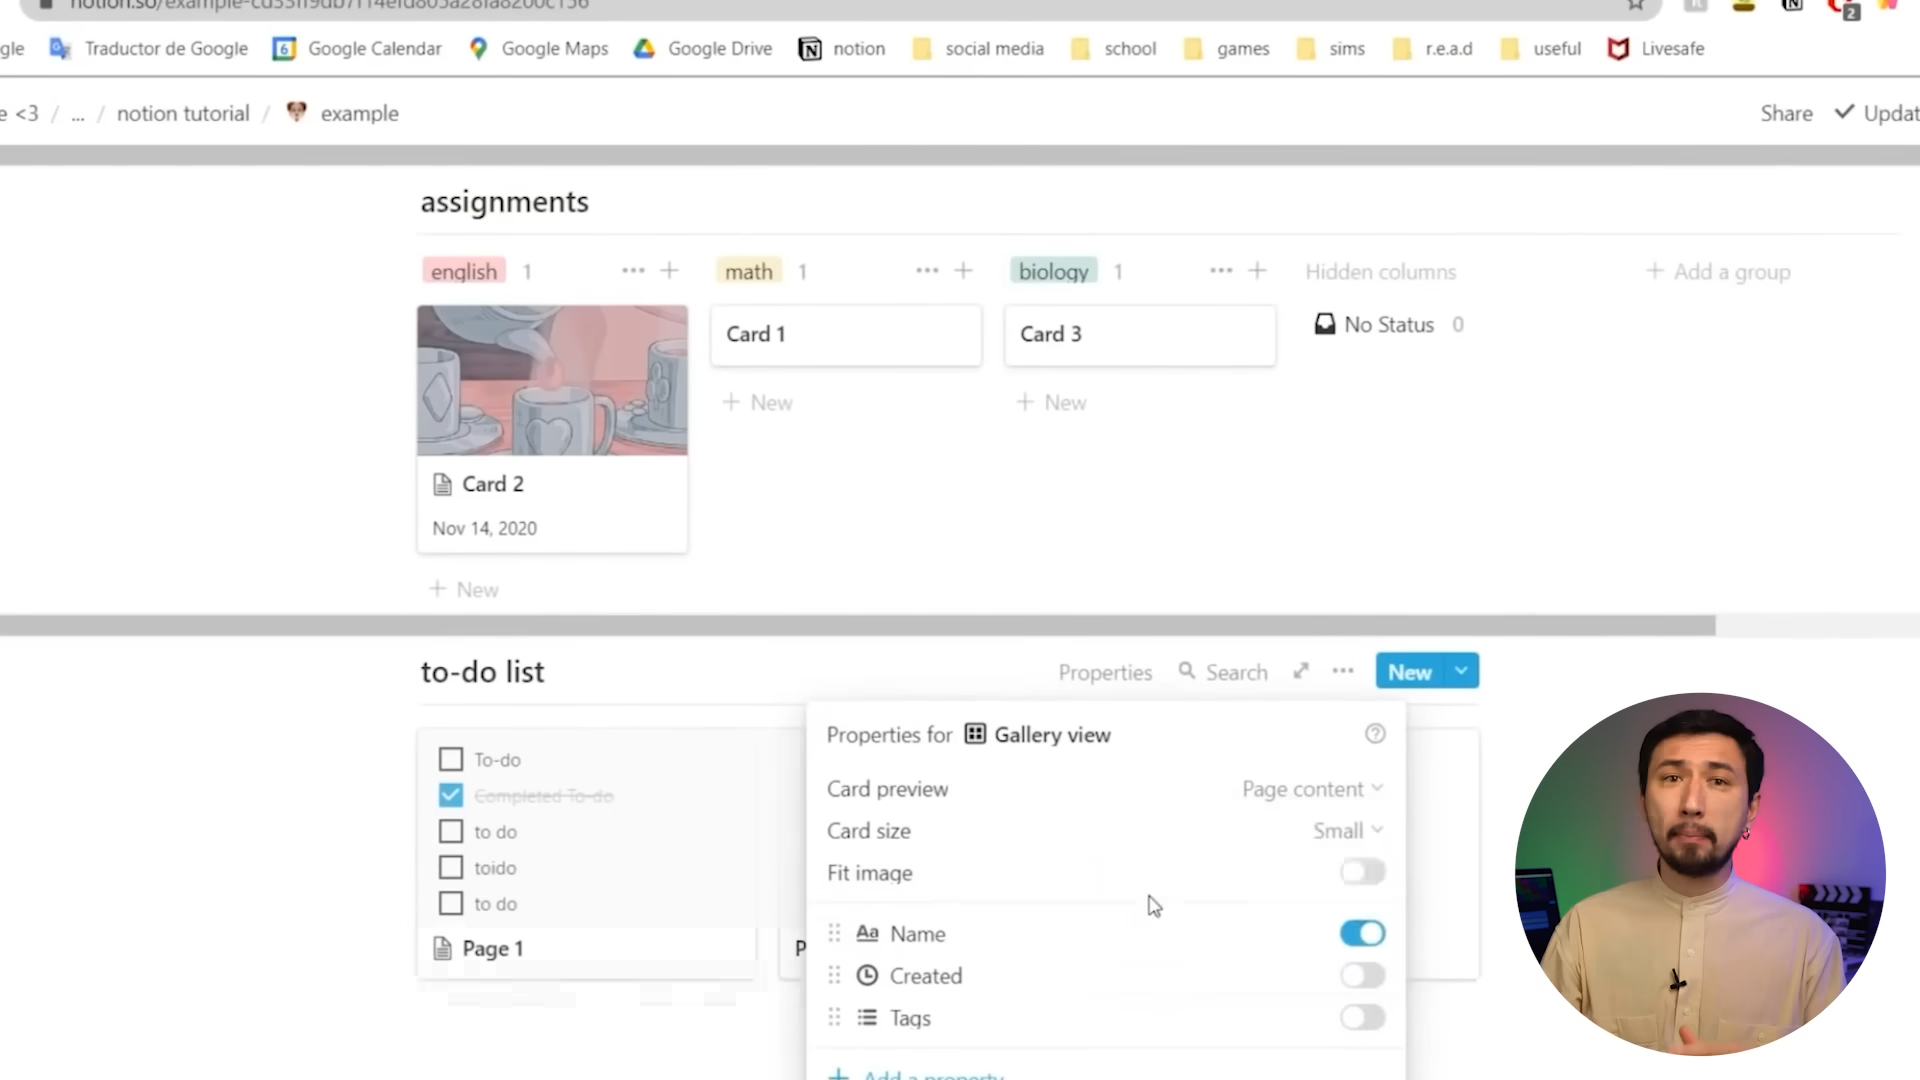 notion.so/example-
2
gle Traductor de Google 6 Google Calendar Google Maps Google Drive notion social media school games sims r.e.a.d useful Livesafe
e <3 / ... / notion tutorial / example Share Updat
assignments
english 1 ... + math 1 ... + biology 1 ... + Hidden columns + Add a group
Card 1 Card 3 No Status 0
+ New + New
Card 2
Nov 14, 2020
+ New
to-do list Properties Search ... New
Properties for Gallery view ?
To-do
Completed To-do
to do
toido
to do
Page 1 P
Card preview Page content
Card size Small
Fit image
Aa Name
Created
Tags
+ Add a property